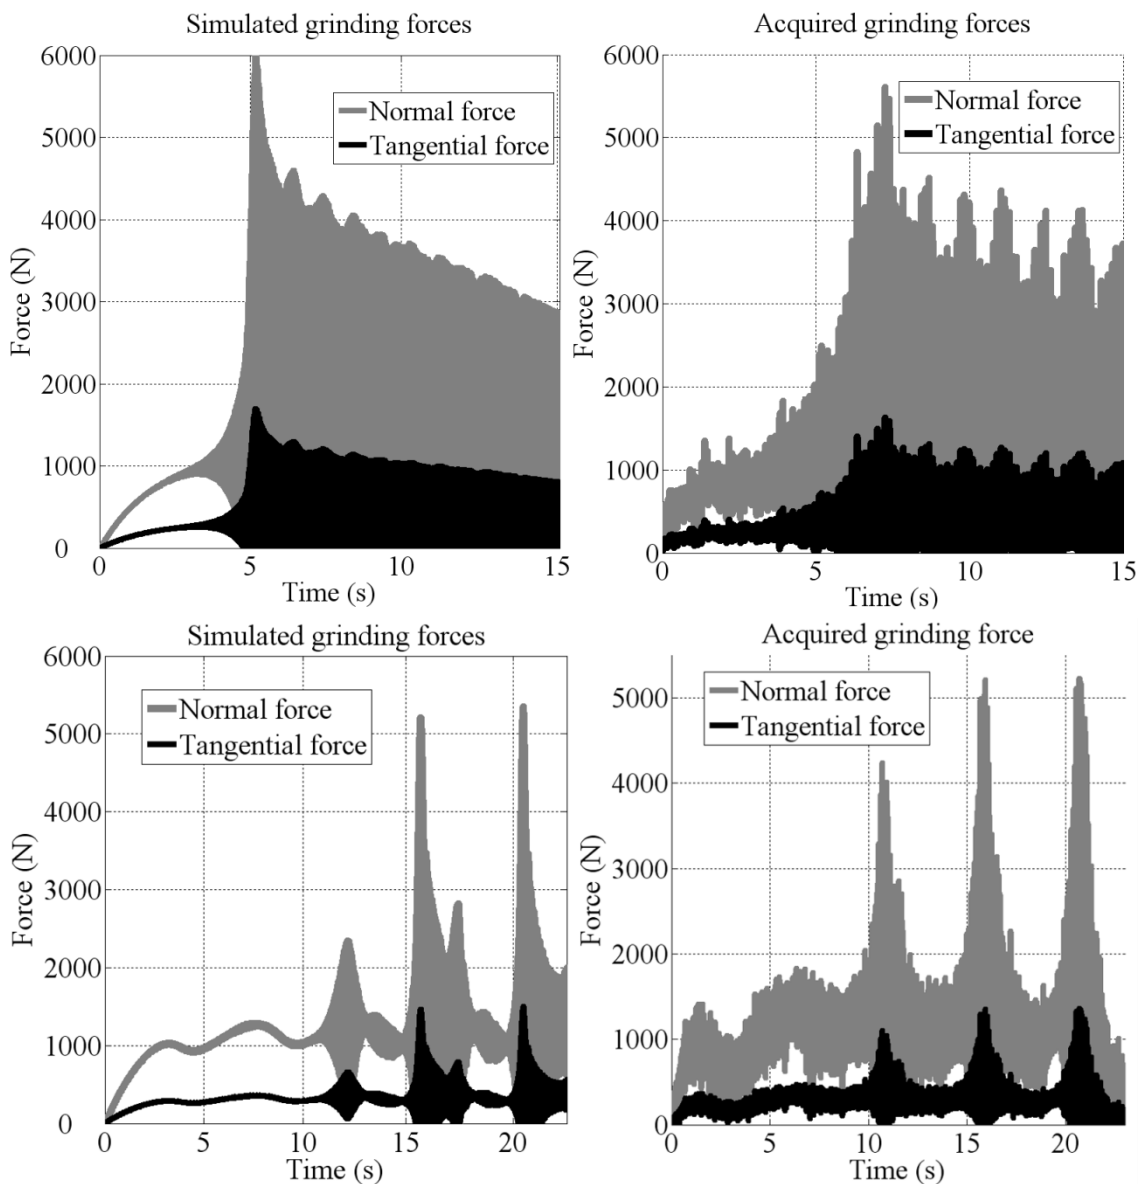 Simulated grinding forces
6000
5000
4000
3000
2000
1000
0
Force (N)
Normal force
Tangential force
0 5 10 15
Time (s)
Acquired grinding forces
6000
5000
4000
3000
2000
1000
0
Force (N)
Normal force
Tangential force
0 5 10 15
Time (s)
Simulated grinding forces
6000
5000
4000
3000
2000
1000
0
Force (N)
Normal force
Tangential force
0 5 10 15 20
Time (s)
Acquired grinding force
5000
4000
3000
2000
1000
0
Force (N)
Normal force
Tangential force
0 5 10 15 20
Time (s)